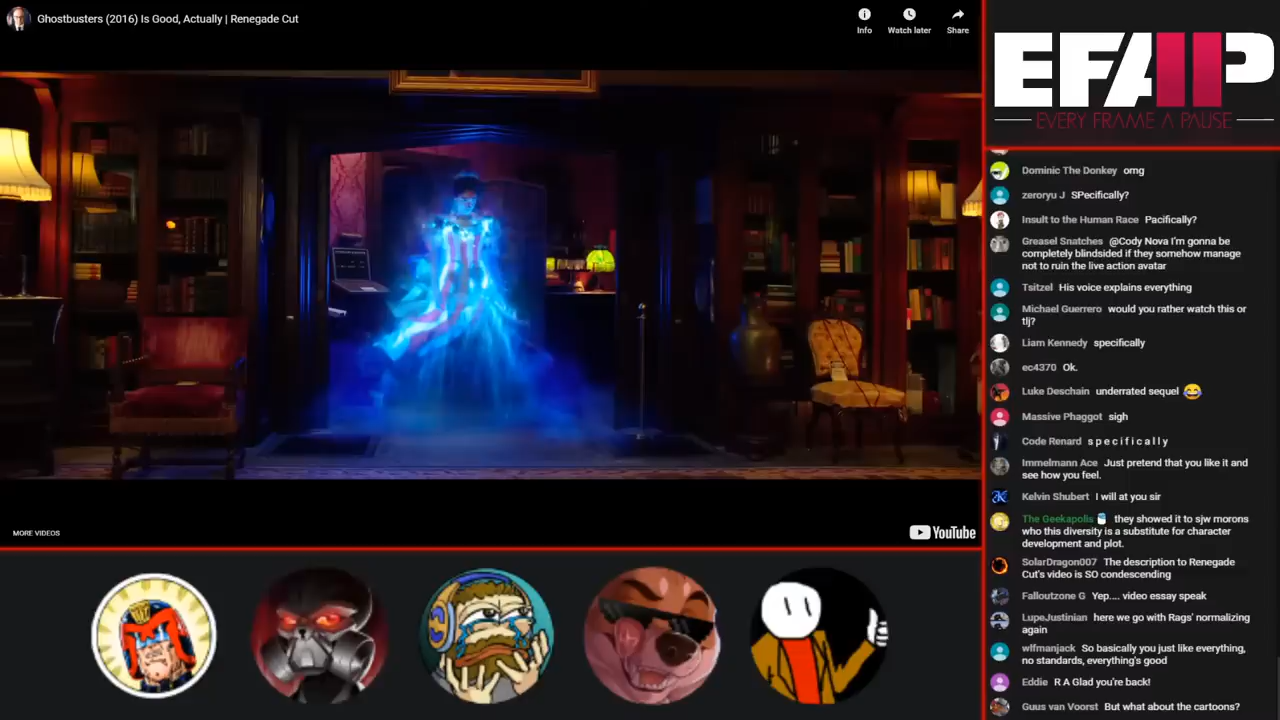 Ghostbusters (2016) Is Good, Actually | Renegade Cut
Info
Watch later
Share
MORE VIDEOS
YouTube
EFAP
EVERY FRAME A PAUSE
Dominic The Donkey omg
zeroryu J SPecifically?
Insult to the Human Race Pacifically?
Greasel Snatches @Cody Nova I'm gonna be
completely blindsided if they somehow manage
not to ruin the live action avatar
Tsitzel His voice explains everything
Michael Guerrero would you rather watch this or
tlj?
Liam Kennedy specifically
ec4370 Ok.
Luke Deschain underrated sequel 😂
Massive Phaggot sigh
Code Renard s p e c i f i c a l l y
Immelmann Ace Just pretend that you like it and
see how you feel.
Kelvin Shubert I will at you sir
The Geekapolis they showed it to sjw morons
who this diversity is a substitute for character
development and plot.
SolarDragon007 The description to Renegade
Cut's video is SO condescending
Falloutzone G Yep.... video essay speak
LupeJustinian here we go with Rags' normalizing
again
wlfmanjack So basically you just like everything,
no standards, everything's good
Eddie R A Glad you're back!
Guus van Voorst But what about the cartoons?